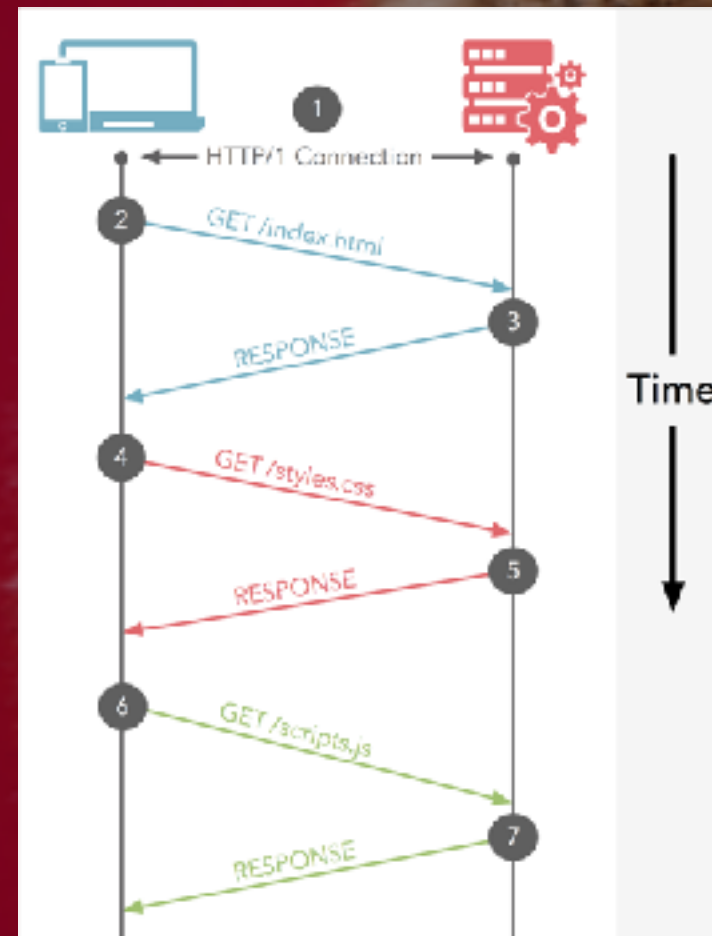 1
HTTP/1 Connection
2
GET /index.html
3
RESPONSE
Time
4
GET /styles.css
5
RESPONSE
6
GET /scripts.js
7
RESPONSE